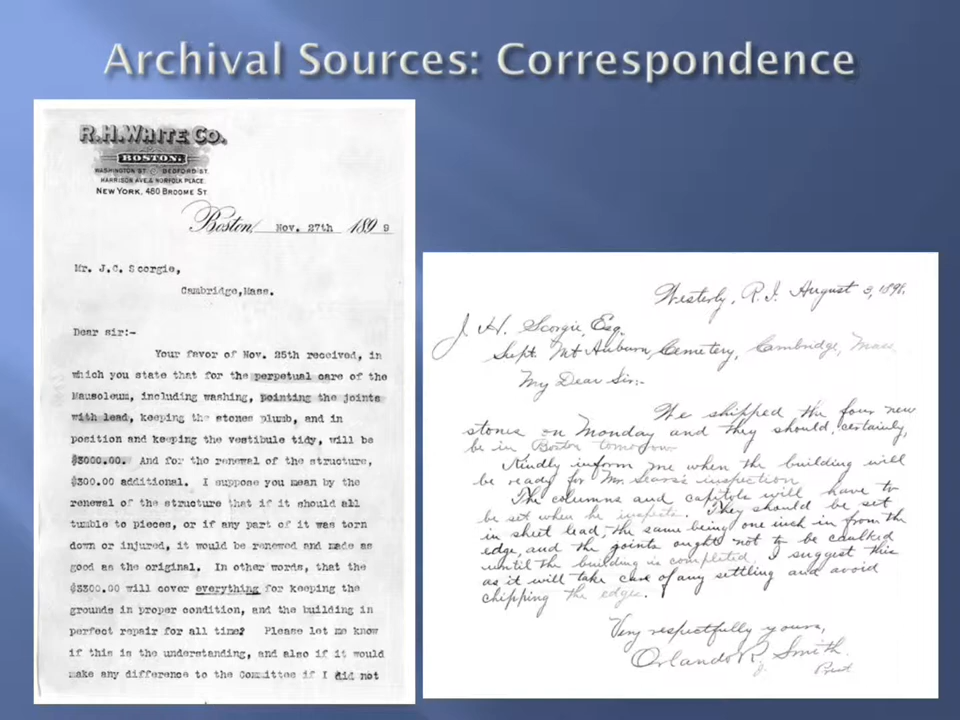 Archival Sources: Correspondence
R.H. WHITE CO.
BOSTON.
WASHINGTON ST. & BEDFORD ST.
HARRISON AVE. & NORFOLK PLACE.
NEW YORK, 480 BROOME ST.
Boston, Nov. 27th 1899
Mr. J.C. Scorgie,
Cambridge,Mass.
Dear sir:-
Your favor of Nov. 25th received, in
which you state that for the perpetual care of the
Mausoleum, including washing, pointing the joints
with lead, keeping the stones plumb, and in
position and keeping the vestibule tidy, will be
$3000.00. And for the renewal of the structure,
$300.00 additional. I suppose you mean by the
renewal of the structure that if it should all
tumble to pieces, or if any part of it was torn
down or injured, it would be renewed and made as
good as the original. In other words, that the
$3300.00 will cover everything for keeping the
grounds in proper condition, and the building in
perfect repair for all time? Please let me know
if this is the understanding, and also if it would
make any difference to the Committee if I did not
Westerly, R.I. August 3, 1898.
J. H. Scorgie, Esq.
Supt. Mt Auburn Cemetery, Cambridge, Mass
My Dear Sir:-
We shipped the four new
stones on Monday and they should, certainly,
be in Boston tomorrow.
Kindly inform me when the building will
be ready for Mr. Sears's inspection.
The columns and capitols will have to
be set when he inspects. They should be set
in sheet lead, the same being one inch in from the
edge, and the joints ought not to be caulked
until the building is completed. I suggest this
as it will take care of any settling and avoid
chipping the edges.
Very respectfully yours,
Orlando R. Smith.
Prest